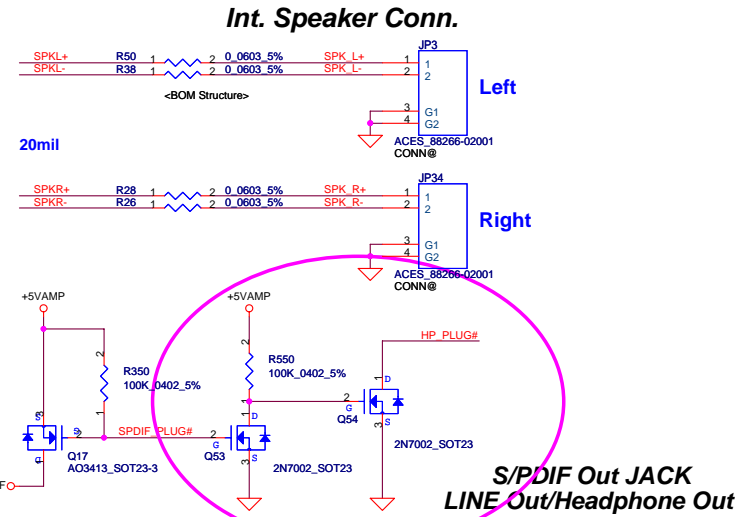 Int. Speaker Conn.
JP3
SPKL+ R50 1 2 0_0603_5% SPK_L+ 1 1
SPKL- R38 1 2 0_0603_5% SPK_L- 2 2
Left
<BOM Structure>
3 G1
4 G2
20mil
ACES_88266-02001
CONN@
JP34
SPKR+ R28 1 2 0_0603_5% SPK_R+ 1 1
SPKR- R26 1 2 0_0603_5% SPK_R- 2 2
Right
3 G1
4 G2
ACES_88266-02001
CONN@
+5VAMP +5VAMP
HP_PLUG#
2 2
R350 R550
100K_0402_5% 100K_0402_5%
1 1
1 D
2 G
Q54
3 S
2N7002_SOT23
3 S
2
SPDIF_PLUG#
1 D
2 G
Q17 Q53
3 S
AO3413_SOT23-3 2N7002_SOT23
S/PDIF Out JACK
LINE Out/Headphone Out
F